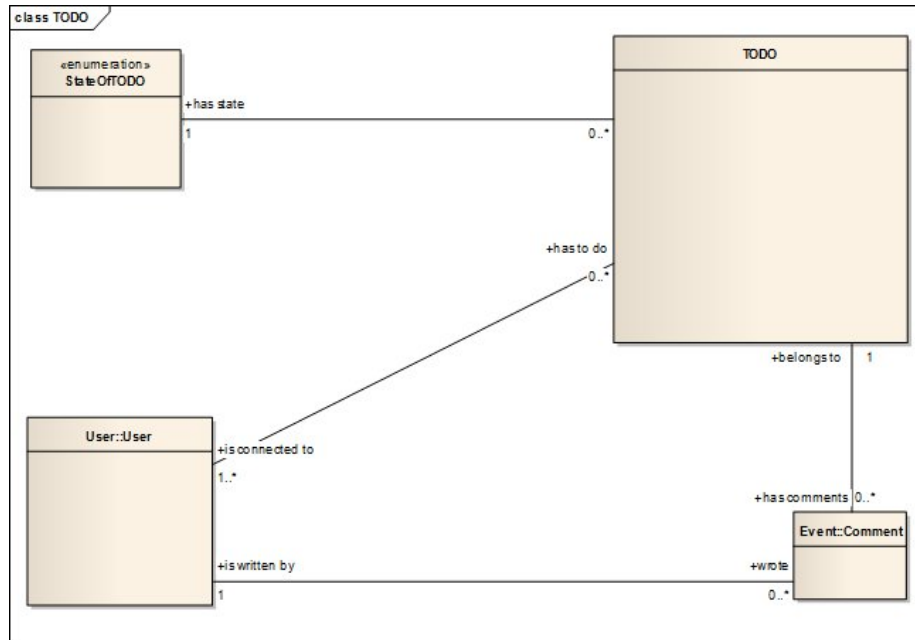 class TODO
«enumeration»
StateOfTODO
TODO
+has state
1
0..*
+has to do
0..*
+belongs to
1
User::User
+is connected to
1..*
+has comments
0..*
Event::Comment
+is written by
1
+wrote
0..*